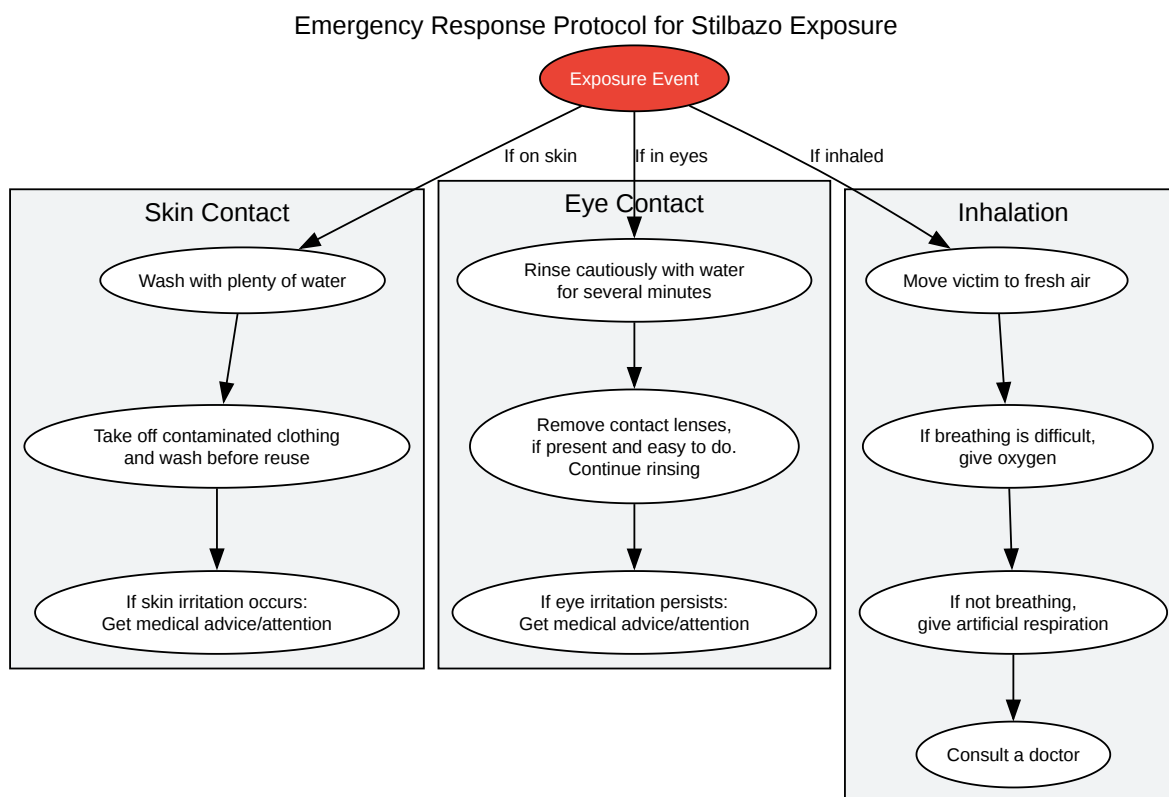 Emergency Response Protocol for Stilbazo Exposure
Exposure Event
If on skin
If in eyes
If inhaled
Skin Contact
Wash with plenty of water
Take off contaminated clothing
and wash before reuse
If skin irritation occurs:
Get medical advice/attention
Eye Contact
Rinse cautiously with water
for several minutes
Remove contact lenses,
if present and easy to do.
Continue rinsing
If eye irritation persists:
Get medical advice/attention
Inhalation
Move victim to fresh air
If breathing is difficult,
give oxygen
If not breathing,
give artificial respiration
Consult a doctor